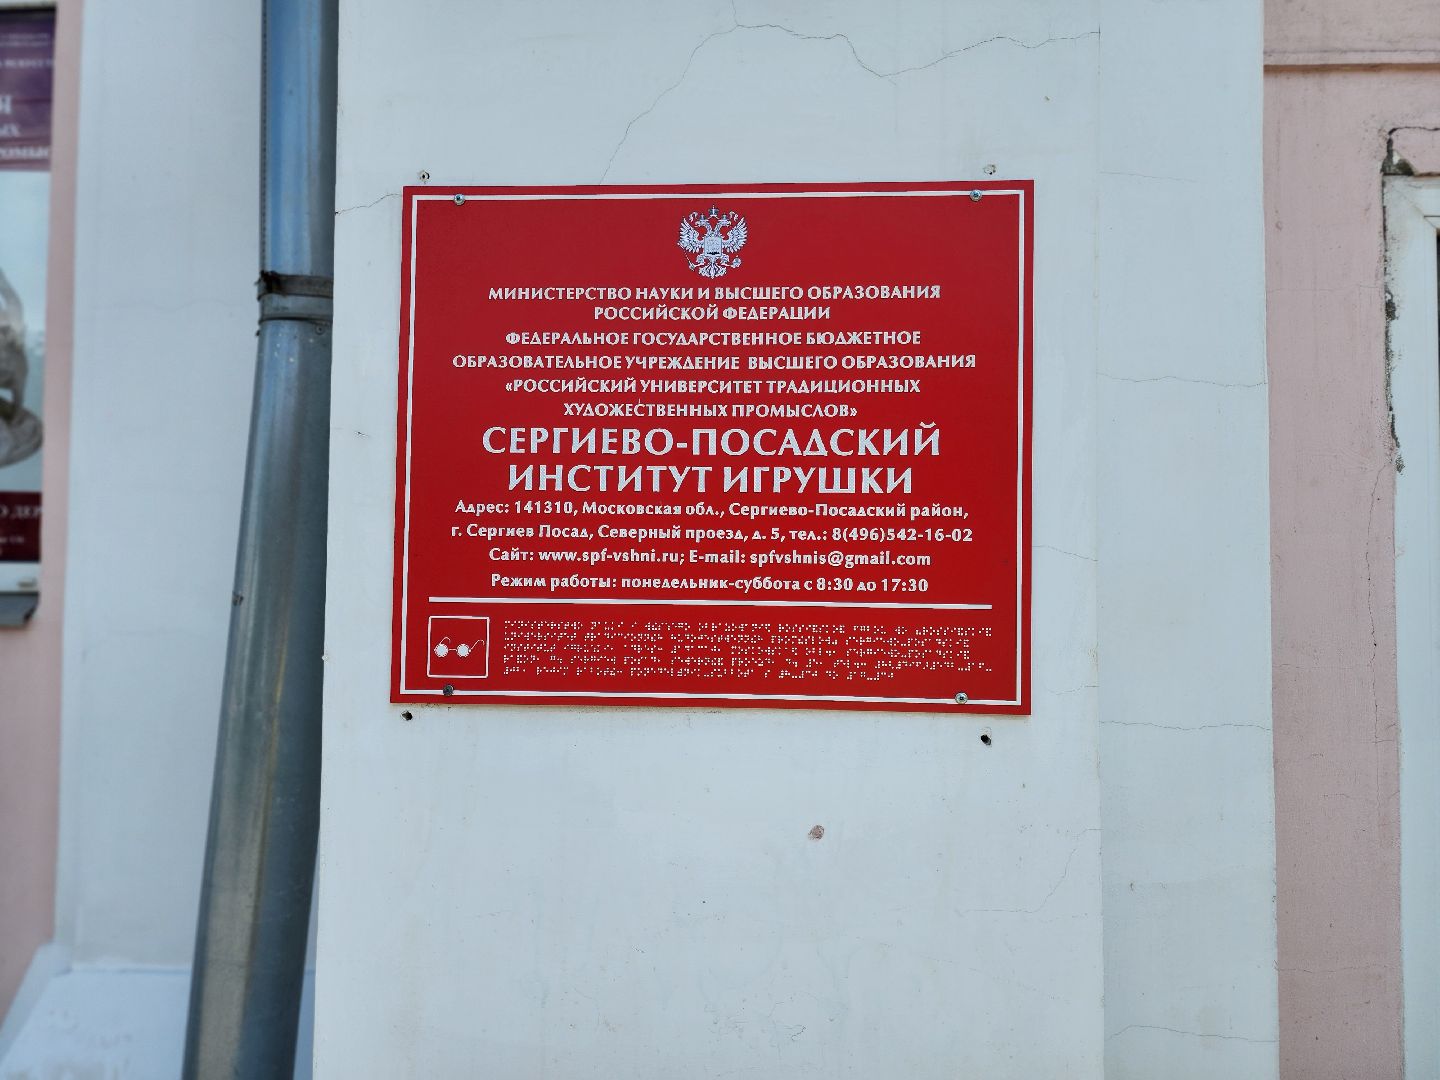 МИНИСТЕРСТВО НАУКИ И ВЫСШЕГО ОБРАЗОВАНИЯ
РОССИЙСКОЙ ФЕДЕРАЦИИ
ФЕДЕРАЛЬНОЕ ГОСУДАРСТВЕННОЕ БЮДЖЕТНОЕ
ОБРАЗОВАТЕЛЬНОЕ УЧРЕЖДЕНИЕ ВЫСШЕГО ОБРАЗОВАНИЯ
«РОССИЙСКИЙ УНИВЕРСИТЕТ ТРАДИЦИОННЫХ
ХУДОЖЕСТВЕННЫХ ПРОМЫСЛОВ»
СЕРГИЕВО-ПОСАДСКИЙ
ИНСТИТУТ ИГРУШКИ
Адрес: 141310, Московская обл., Сергиево-Посадский район,
г. Сергиев Посад, Северный проезд, д. 5, тел.: 8(496)542-16-02
Сайт: www.spf-vshni.ru; E-mail: spfvshnis@gmail.com
Режим работы: понедельник-суббота с 8:30 до 17:30